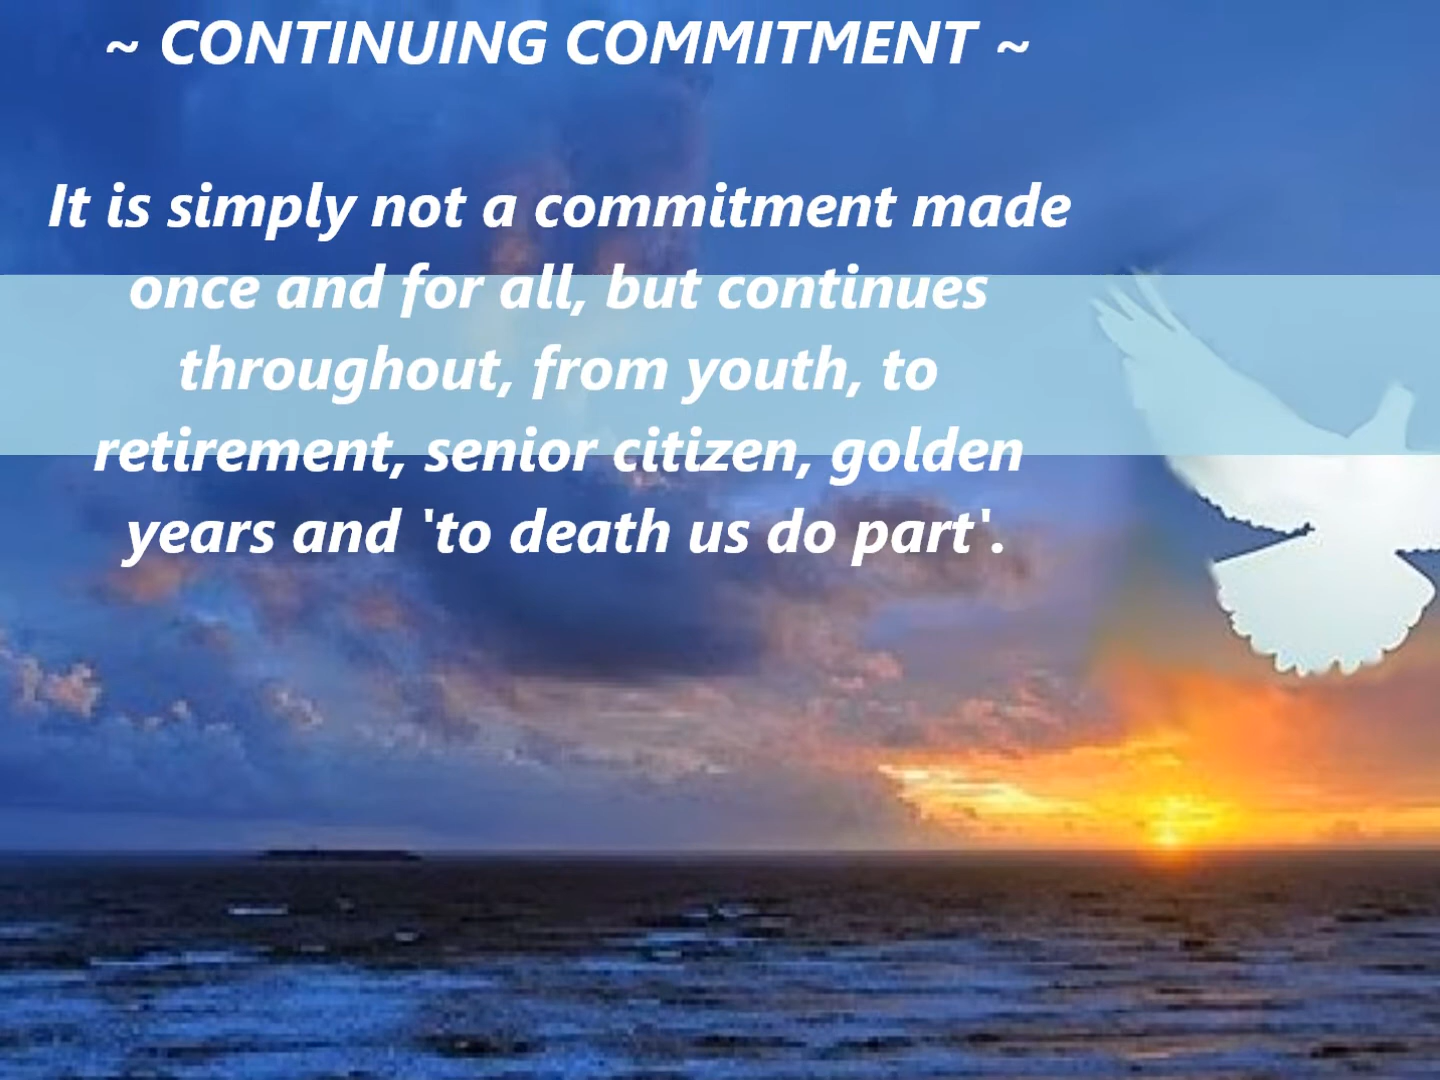 ~ CONTINUING COMMITMENT ~
It is simply not a commitment made
once and for all, but continues
throughout, from youth, to
retirement, senior citizen, golden
years and 'to death us do part'.